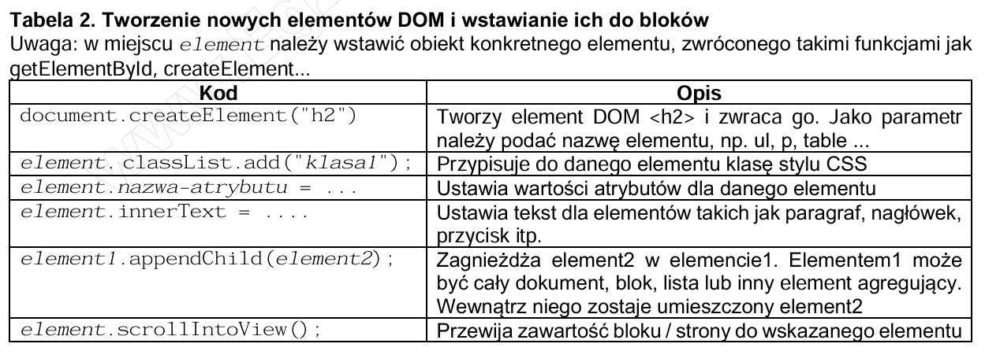 Tabela 2. Tworzenie nowych elementów DOM i wstawianie ich do bloków
Uwaga: w miejscu element należy wstawić obiekt konkretnego elementu, zwróconego takimi funkcjami jak
getElementById, createElement...
Kod Opis
document.createElement("h2") Tworzy element DOM <h2> i zwraca go. Jako parametr
należy podać nazwę elementu, np. ul, p, table ...
element.classList.add("klasa1"); Przypisuje do danego elementu klasę stylu CSS
element.nazwa-atrybutu = ... Ustawia wartości atrybutów dla danego elementu
element.innerText = .... Ustawia tekst dla elementów takich jak paragraf, nagłówek,
przycisk itp.
element1.appendChild(element2); Zagnieżdża element2 w elemencie1. Elementem1 może
być cały dokument, blok, lista lub inny element agregujący.
Wewnątrz niego zostaje umieszczony element2
element.scrollIntoView(); Przewija zawartość bloku / strony do wskazanego elementu